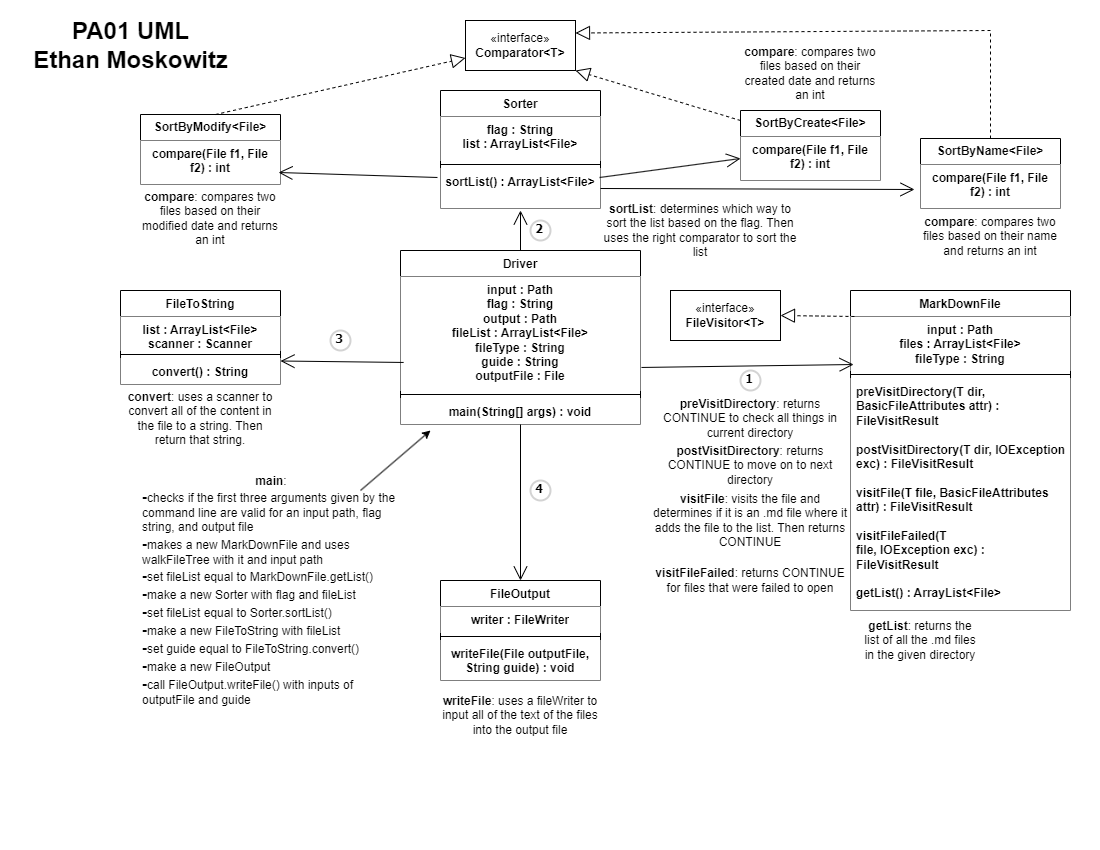 PA01 UML
Ethan Moskowitz
«interface»
Comparator<T>
compare: compares two
files based on their
created date and returns
an int
Sorter
flag : String
list : ArrayList<File>
sortList() : ArrayList<File>
SortByModify<File>
compare(File f1, File
f2) : int
compare: compares two
files based on their
modified date and returns
an int
SortByCreate<File>
compare(File f1, File
f2) : int
SortByName<File>
compare(File f1, File
f2) : int
compare: compares two
files based on their name
and returns an int
sortList: determines which way to
sort the list based on the flag. Then
uses the right comparator to sort the
list
2
Driver
input : Path
flag : String
output : Path
fileList : ArrayList<File>
fileType : String
guide : String
outputFile : File
main(String[] args) : void
FileToString
list : ArrayList<File>
scanner : Scanner
convert() : String
convert: uses a scanner to
convert all of the content in
the file to a string. Then
return that string.
3
«interface»
FileVisitor<T>
MarkDownFile
input : Path
files : ArrayList<File>
fileType : String
preVisitDirectory(T dir,
BasicFileAttributes attr) :
FileVisitResult
postVisitDirectory(T dir, IOException
exc) : FileVisitResult
visitFile(T file, BasicFileAttributes
attr) : FileVisitResult
visitFileFailed(T
file, IOException exc) :
FileVisitResult
getList() : ArrayList<File>
1
preVisitDirectory: returns
CONTINUE to check all things in
current directory
postVisitDirectory: returns
CONTINUE to move on to next
directory
visitFile: visits the file and
determines if it is an .md file where it
adds the file to the list. Then returns
CONTINUE
visitFileFailed: returns CONTINUE
for files that were failed to open
getList: returns the
list of all the .md files
in the given directory
main:
-checks if the first three arguments given by the
command line are valid for an input path, flag
string, and output file
-makes a new MarkDownFile and uses
walkFileTree with it and input path
-set fileList equal to MarkDownFile.getList()
-make a new Sorter with flag and fileList
-set fileList equal to Sorter.sortList()
-make a new FileToString with fileList
-set guide equal to FileToString.convert()
-make a new FileOutput
-call FileOutput.writeFile() with inputs of
outputFile and guide
4
FileOutput
writer : FileWriter
writeFile(File outputFile,
String guide) : void
writeFile: uses a fileWriter to
input all of the text of the files
into the output file